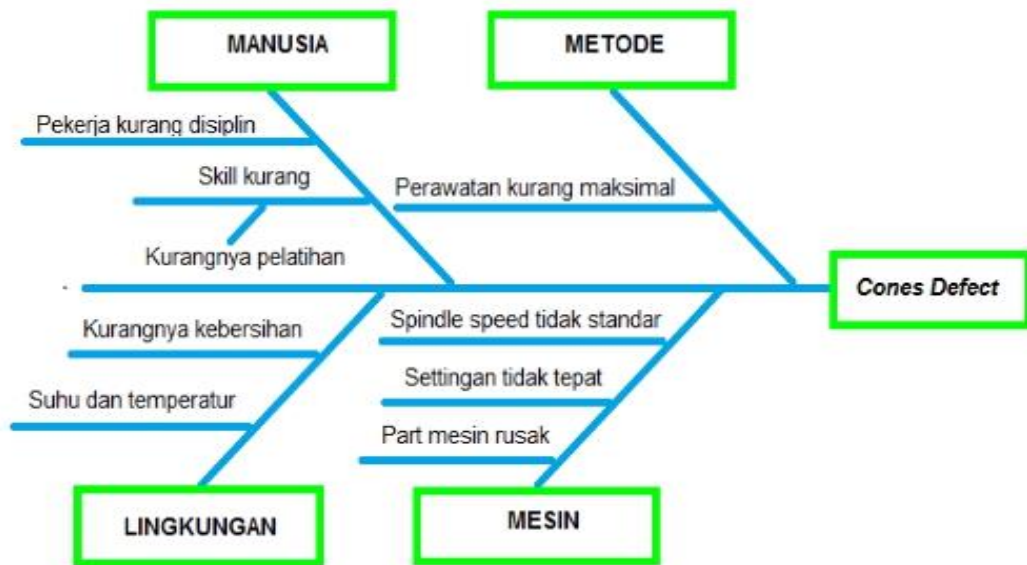 MANUSIA
METODE
Pekerja kurang disiplin
Skill kurang
Perawatan kurang maksimal
Kurangnya pelatihan
Cones Defect
Kurangnya kebersihan
Spindle speed tidak standar
Settingan tidak tepat
Suhu dan temperatur
Part mesin rusak
LINGKUNGAN
MESIN